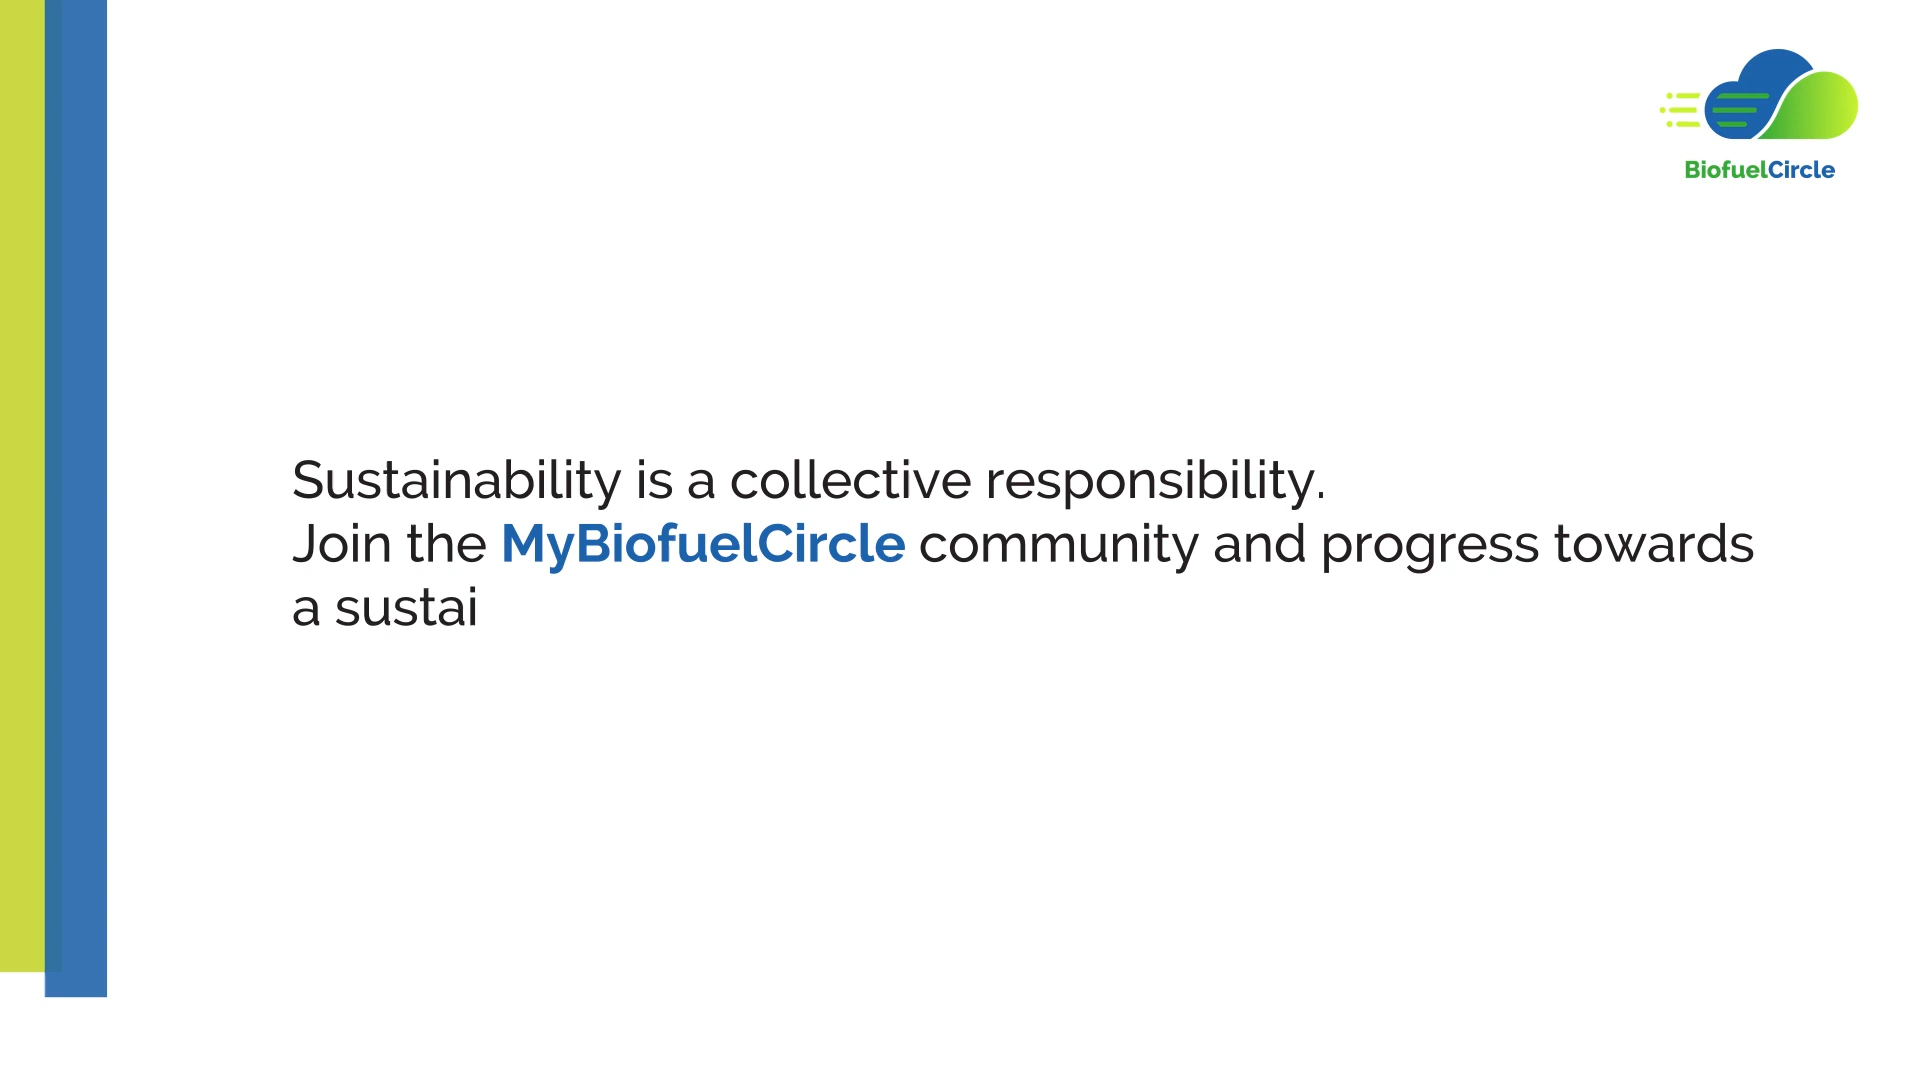 BiofuelCircle
Sustainability is a collective responsibility.
Join the MyBiofuelCircle community and progress towards
a sustai